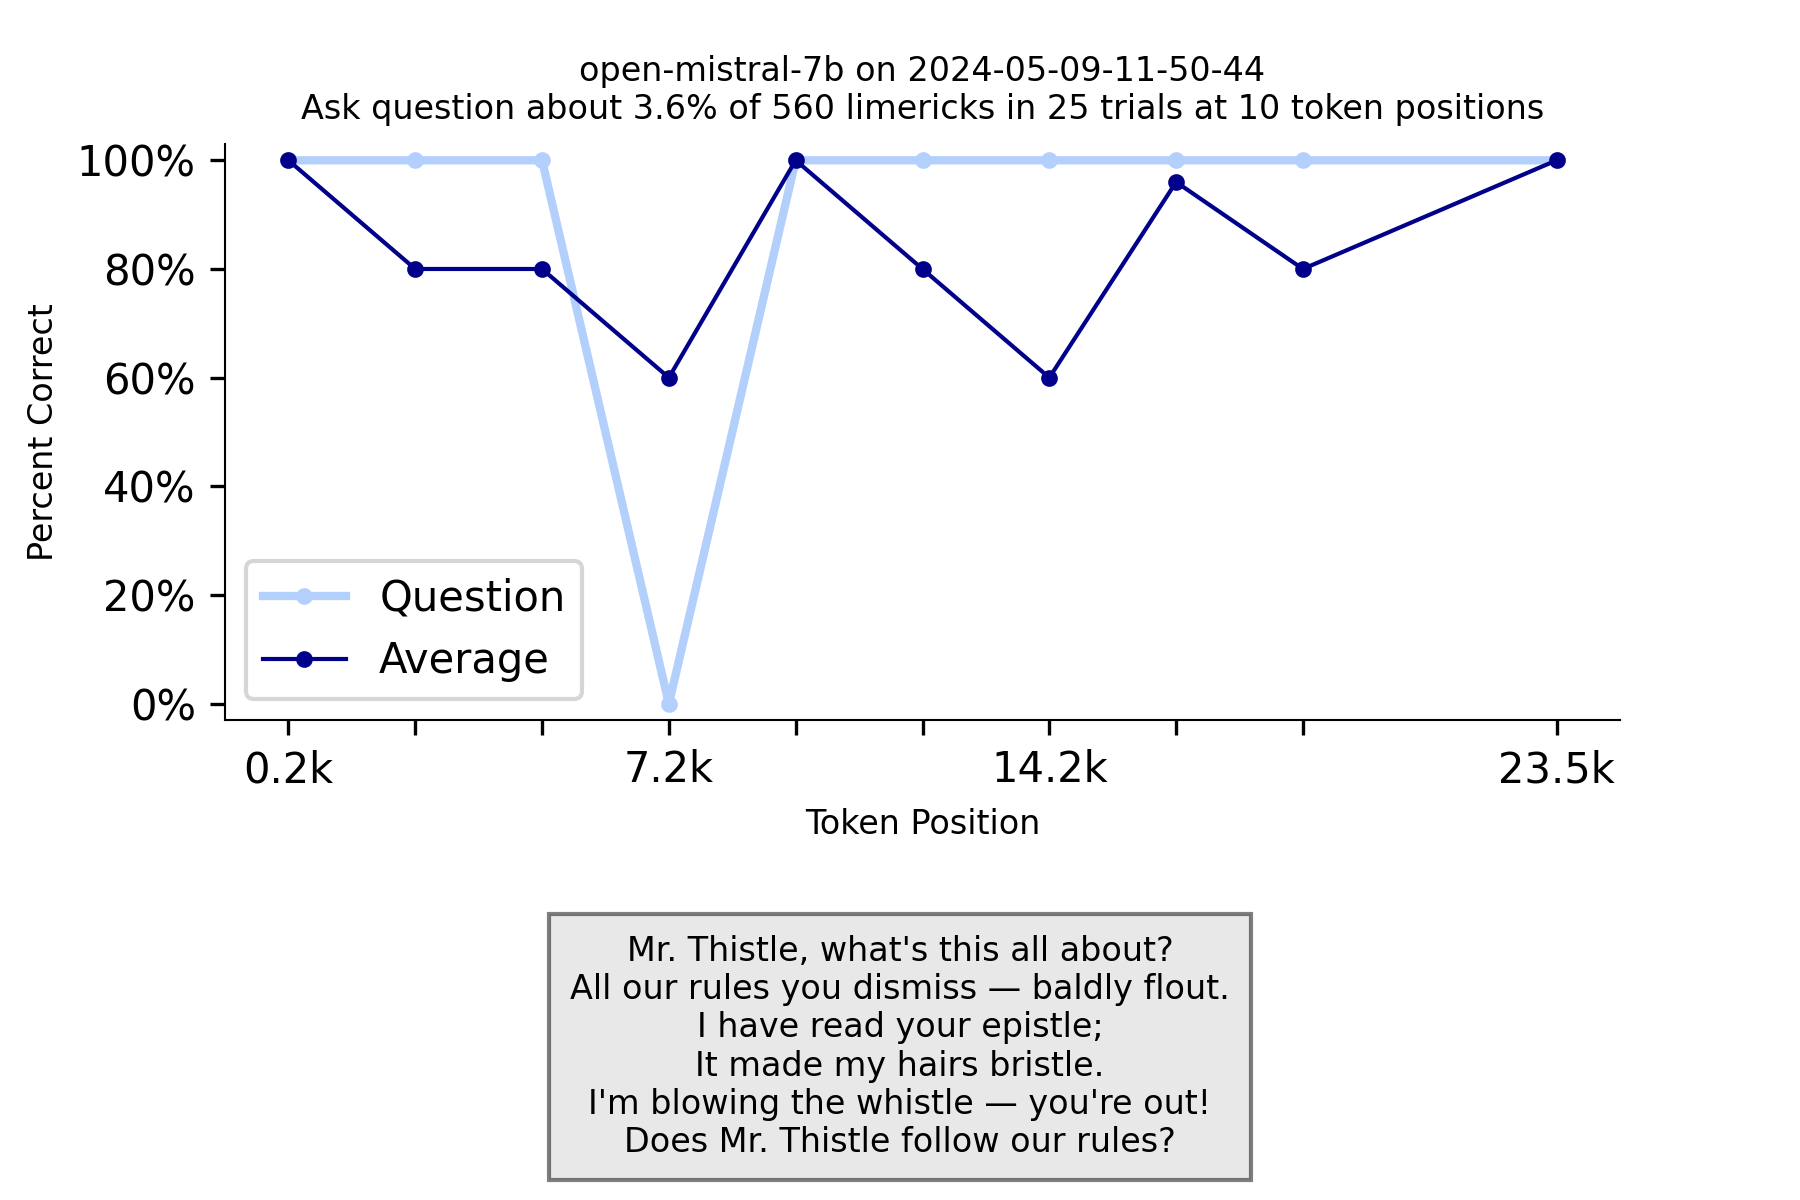 open-mistral-7b on 2024-05-09-11-50-44
Ask question about 3.6% of 560 limericks in 25 trials at 10 token positions
100%
80%
60%
40%
20%
0%
Percent Correct
Question
Average
0.2k 7.2k 14.2k 23.5k
Token Position
Mr. Thistle, what's this all about?
All our rules you dismiss — baldly flout.
I have read your epistle;
It made my hairs bristle.
I'm blowing the whistle — you're out!
Does Mr. Thistle follow our rules?